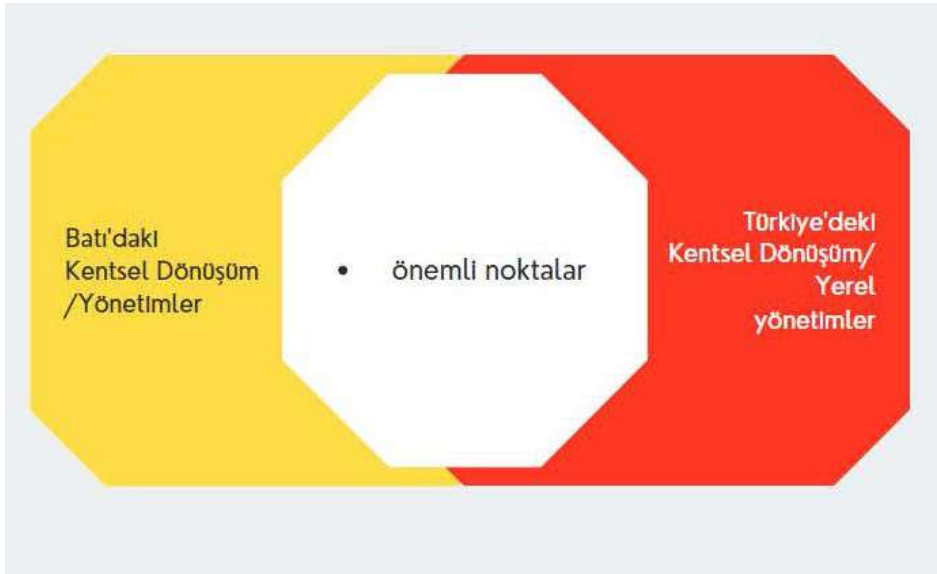 Batı'daki
Kentsel Dönüşüm
/Yönetimler
• önemli noktalar
Türkiye'deki
Kentsel Dönüşüm/
Yerel
yönetimler